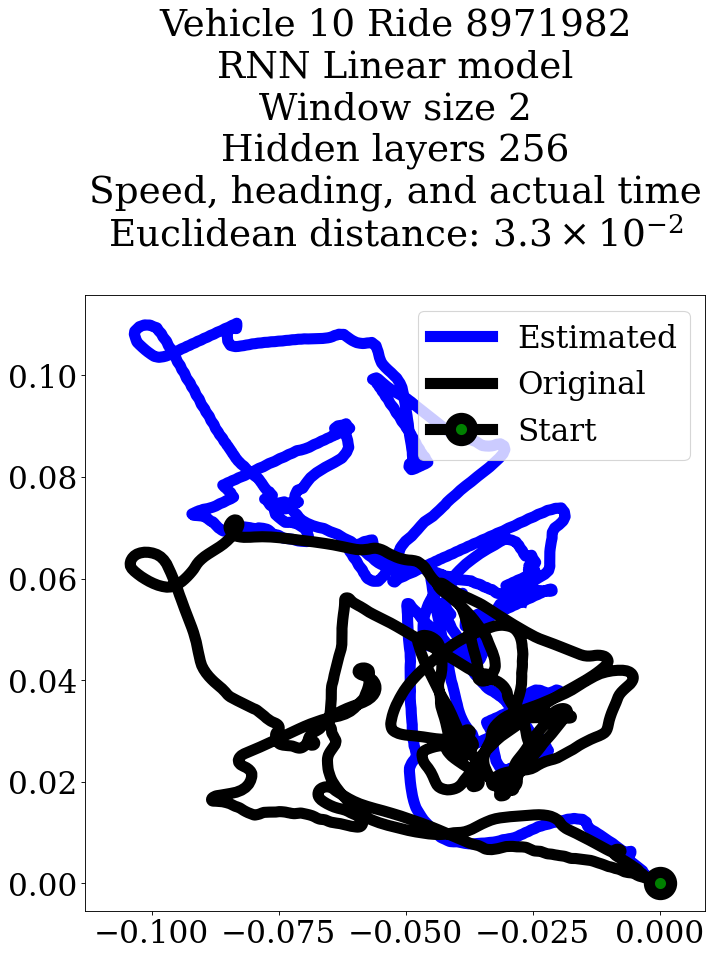 Vehicle 10 Ride 8971982
RNN Linear model
Window size 2
Hidden layers 256
Speed, heading, and actual time
Euclidean distance: 3.3 × 10⁻²
Estimated
Original
Start
0.10
0.08
0.06
0.04
0.02
0.00
−0.100 −0.075 −0.050 −0.025 0.000